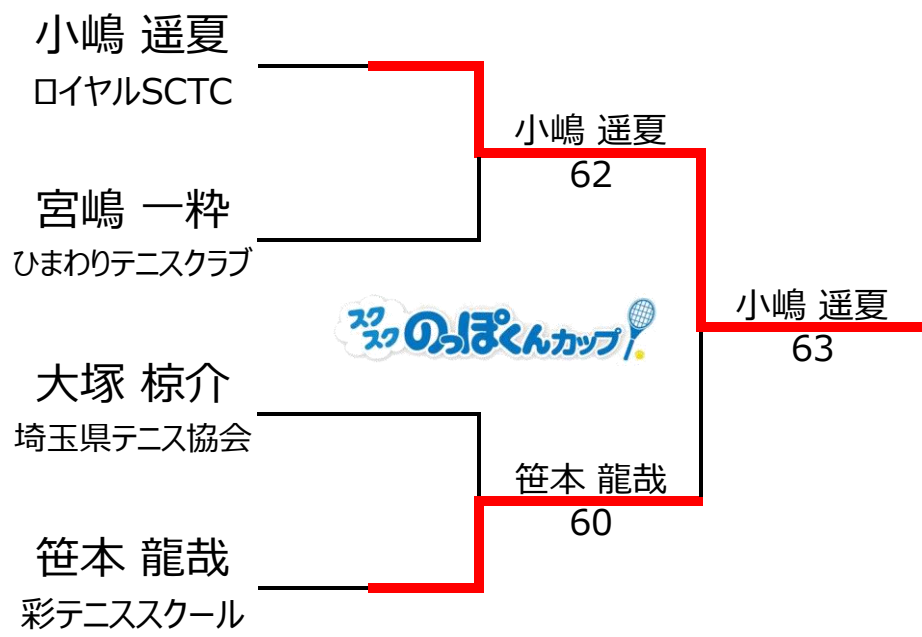 小嶋 遥夏
ロイヤルSCTC
小嶋 遥夏
62
宮嶋 一粋
ひまわりテニスクラブ
スクスクのっぽくんカップ
小嶋 遥夏
63
大塚 椋介
埼玉県テニス協会
笹本 龍哉
60
笹本 龍哉
彩テニススクール